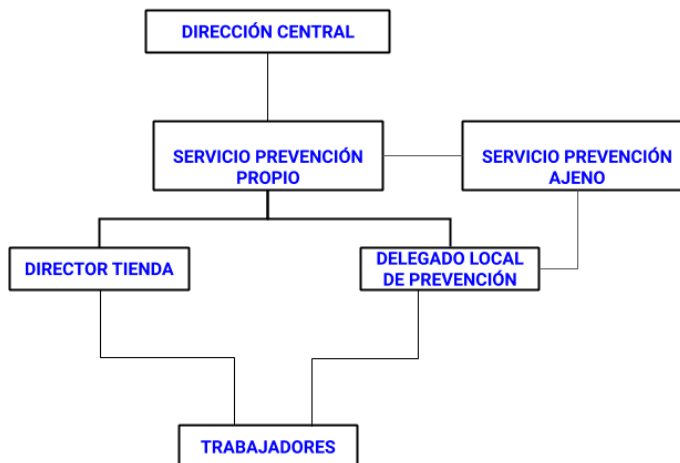 DIRECCIÓN CENTRAL
SERVICIO PREVENCIÓN
PROPIO
SERVICIO PREVENCIÓN
AJENO
DIRECTOR TIENDA
DELEGADO LOCAL
DE PREVENCIÓN
TRABAJADORES